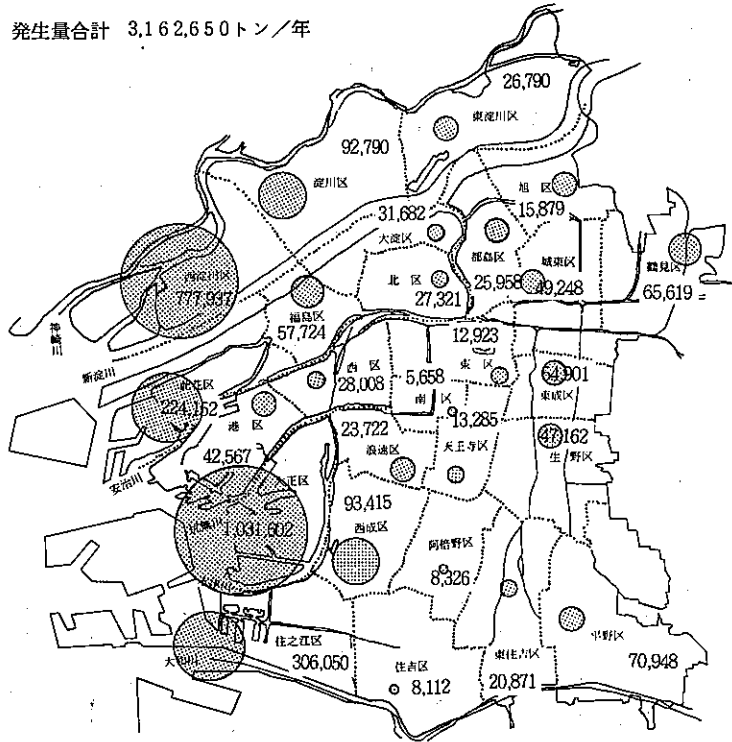 発生量合計 3,162,650トン／年
26,790
東淀川区
92,790
淀川区
旭区
15,879
31,682
大淀区
都島区
城東区
鶴見区
西淀川区
777,937
北区
27,321
25,958
49,248
65,619
福島区
57,724
神崎川
新淀川
12,923
東区
西区
28,008
5,658
南区
54,901
東成区
此花区
224,152
港区
13,285
天王寺区
47,162
生野区
23,722
浪速区
42,567
安治川
正区
1,031,602
93,415
西成区
阿倍野区
8,326
住之江区
306,050
住吉区
8,112
東住吉区
20,871
平野区
70,948